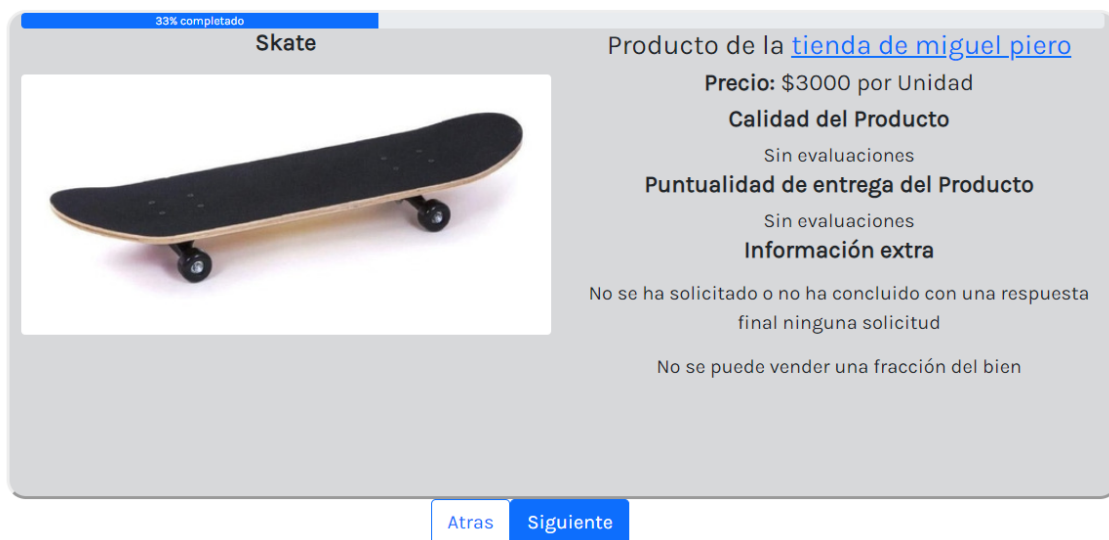 33% completado
Skate
Producto de la tienda de miguel piero
Precio: $3000 por Unidad
Calidad del Producto
Sin evaluaciones
Puntualidad de entrega del Producto
Sin evaluaciones
Información extra
No se ha solicitado o no ha concluido con una respuesta
final ninguna solicitud
No se puede vender una fracción del bien
Atras
Siguiente